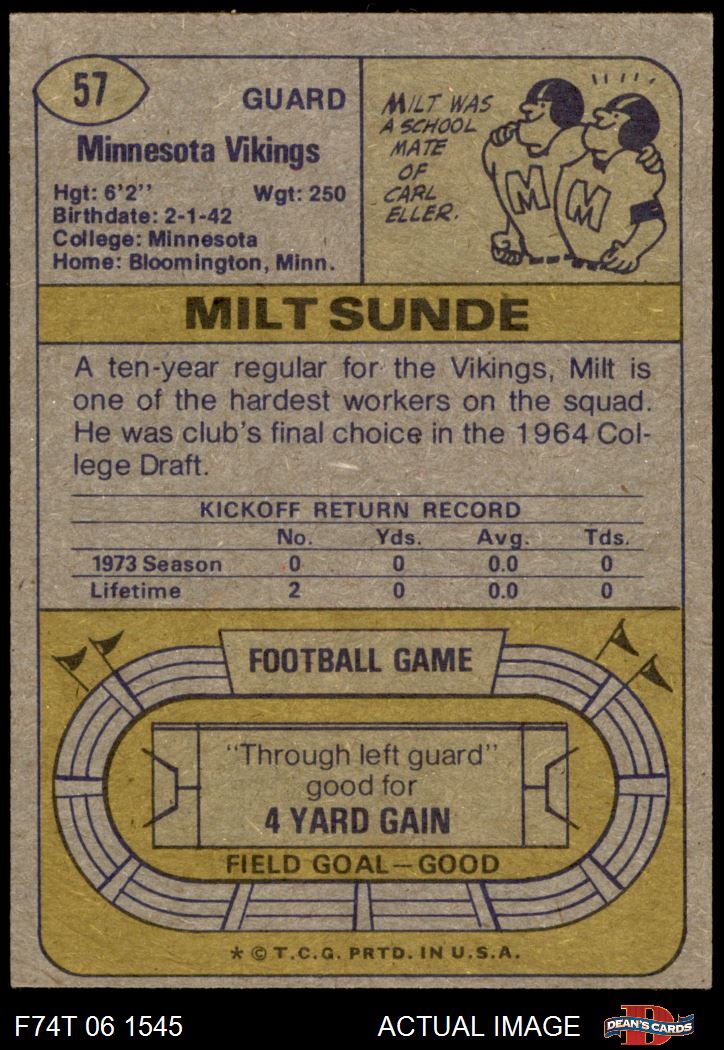 57
GUARD
Minnesota Vikings
Hgt: 6'2'' Wgt: 250
Birthdate: 2-1-42
College: Minnesota
Home: Bloomington, Minn.
MILT WAS
A SCHOOL
MATE
OF
CARL
ELLER.
M M
MILT SUNDE
A ten-year regular for the Vikings, Milt is
one of the hardest workers on the squad.
He was club's final choice in the 1964 Col-
lege Draft.
KICKOFF RETURN RECORD
No. Yds. Avg. Tds.
1973 Season 0 0 0.0 0
Lifetime 2 0 0.0 0
FOOTBALL GAME
"Through left guard"
good for
4 YARD GAIN
FIELD GOAL—GOOD
* © T.C.G. PRTD. IN U.S.A.
F74T 06 1545 ACTUAL IMAGE D DEAN'S CARDS